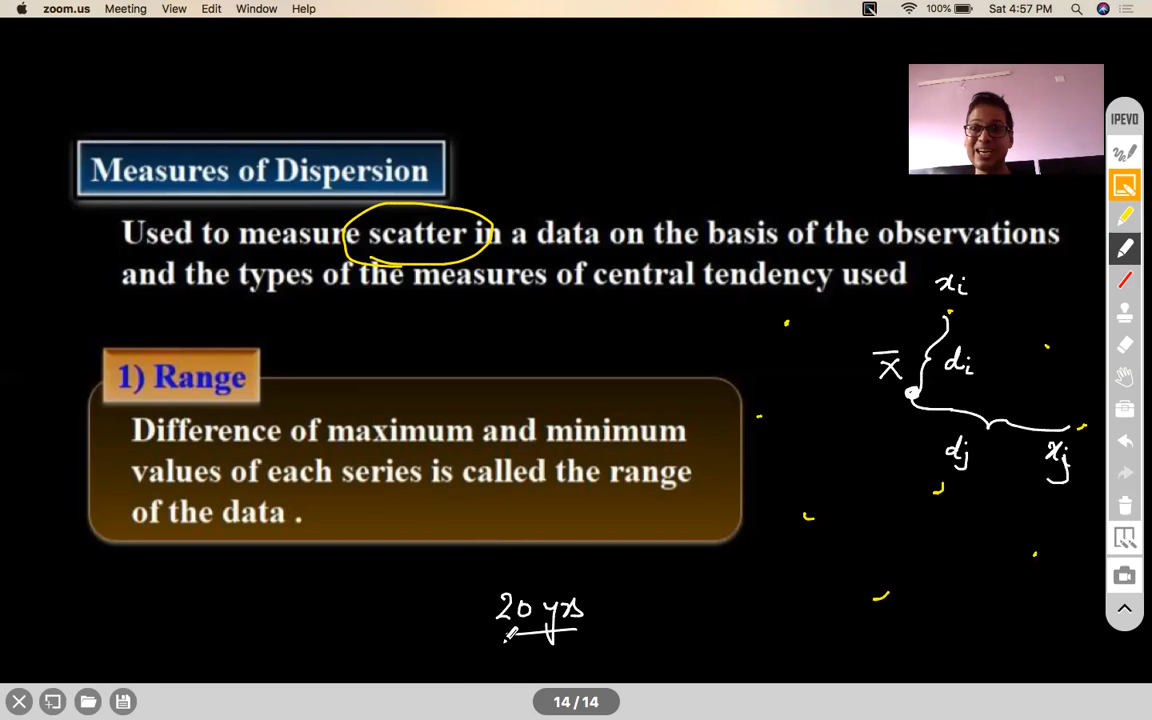 zoom.us Meeting View Edit Window Help 100% Sat 4:57 PM
IPEVO
Measures of Dispersion
Used to measure scatter in a data on the basis of the observations
and the types of the measures of central tendency used
xi
x̄ di
1) Range
Difference of maximum and minimum
values of each series is called the range
of the data .
dj xj
20 yrs
14 / 14